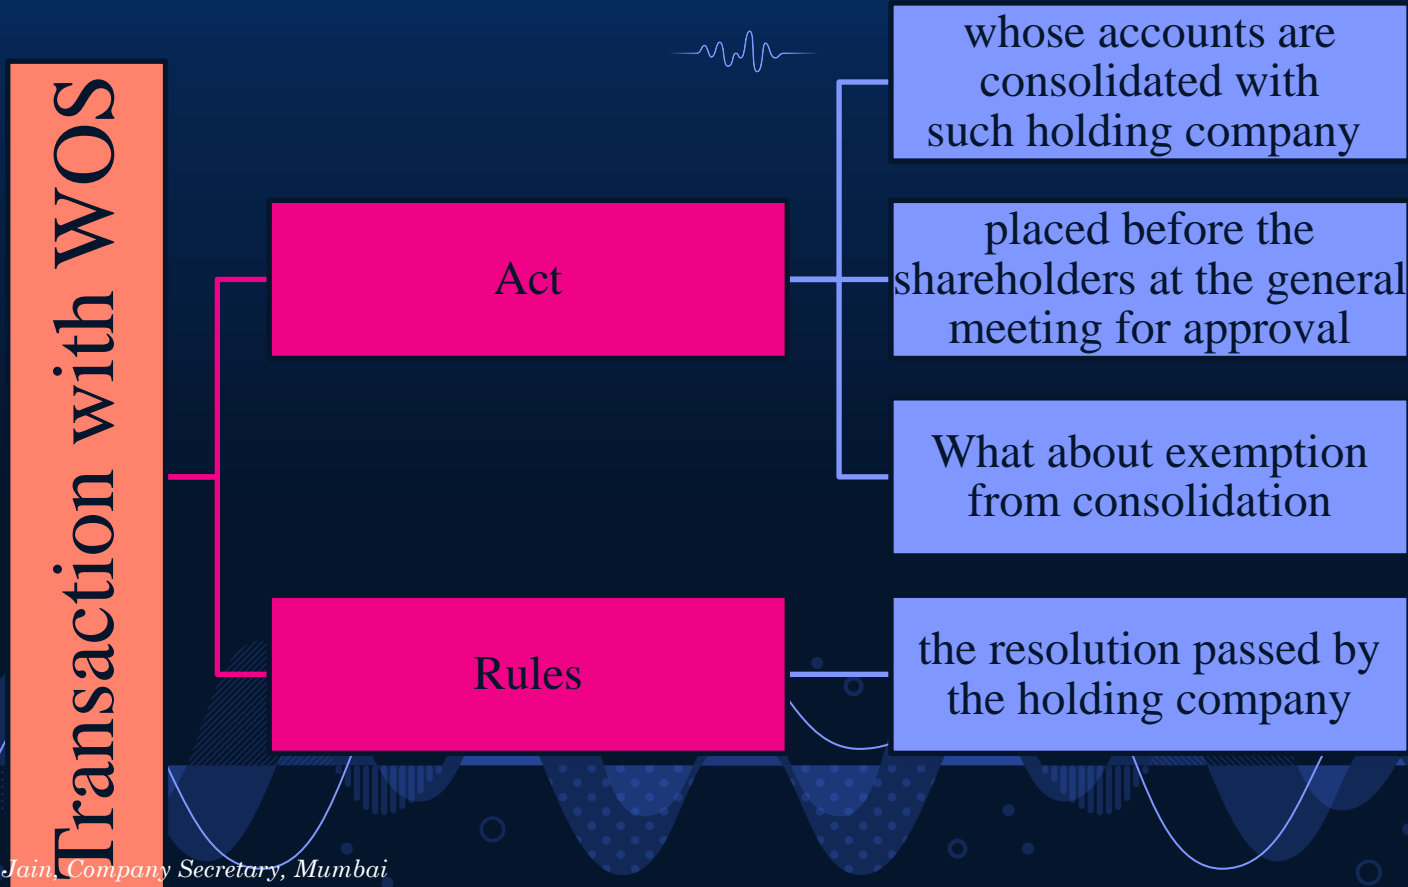 Transaction with WOS
Act
whose accounts are
consolidated with
such holding company
placed before the
shareholders at the general
meeting for approval
What about exemption
from consolidation
Rules
the resolution passed by
the holding company
Jain, Company Secretary, Mumbai